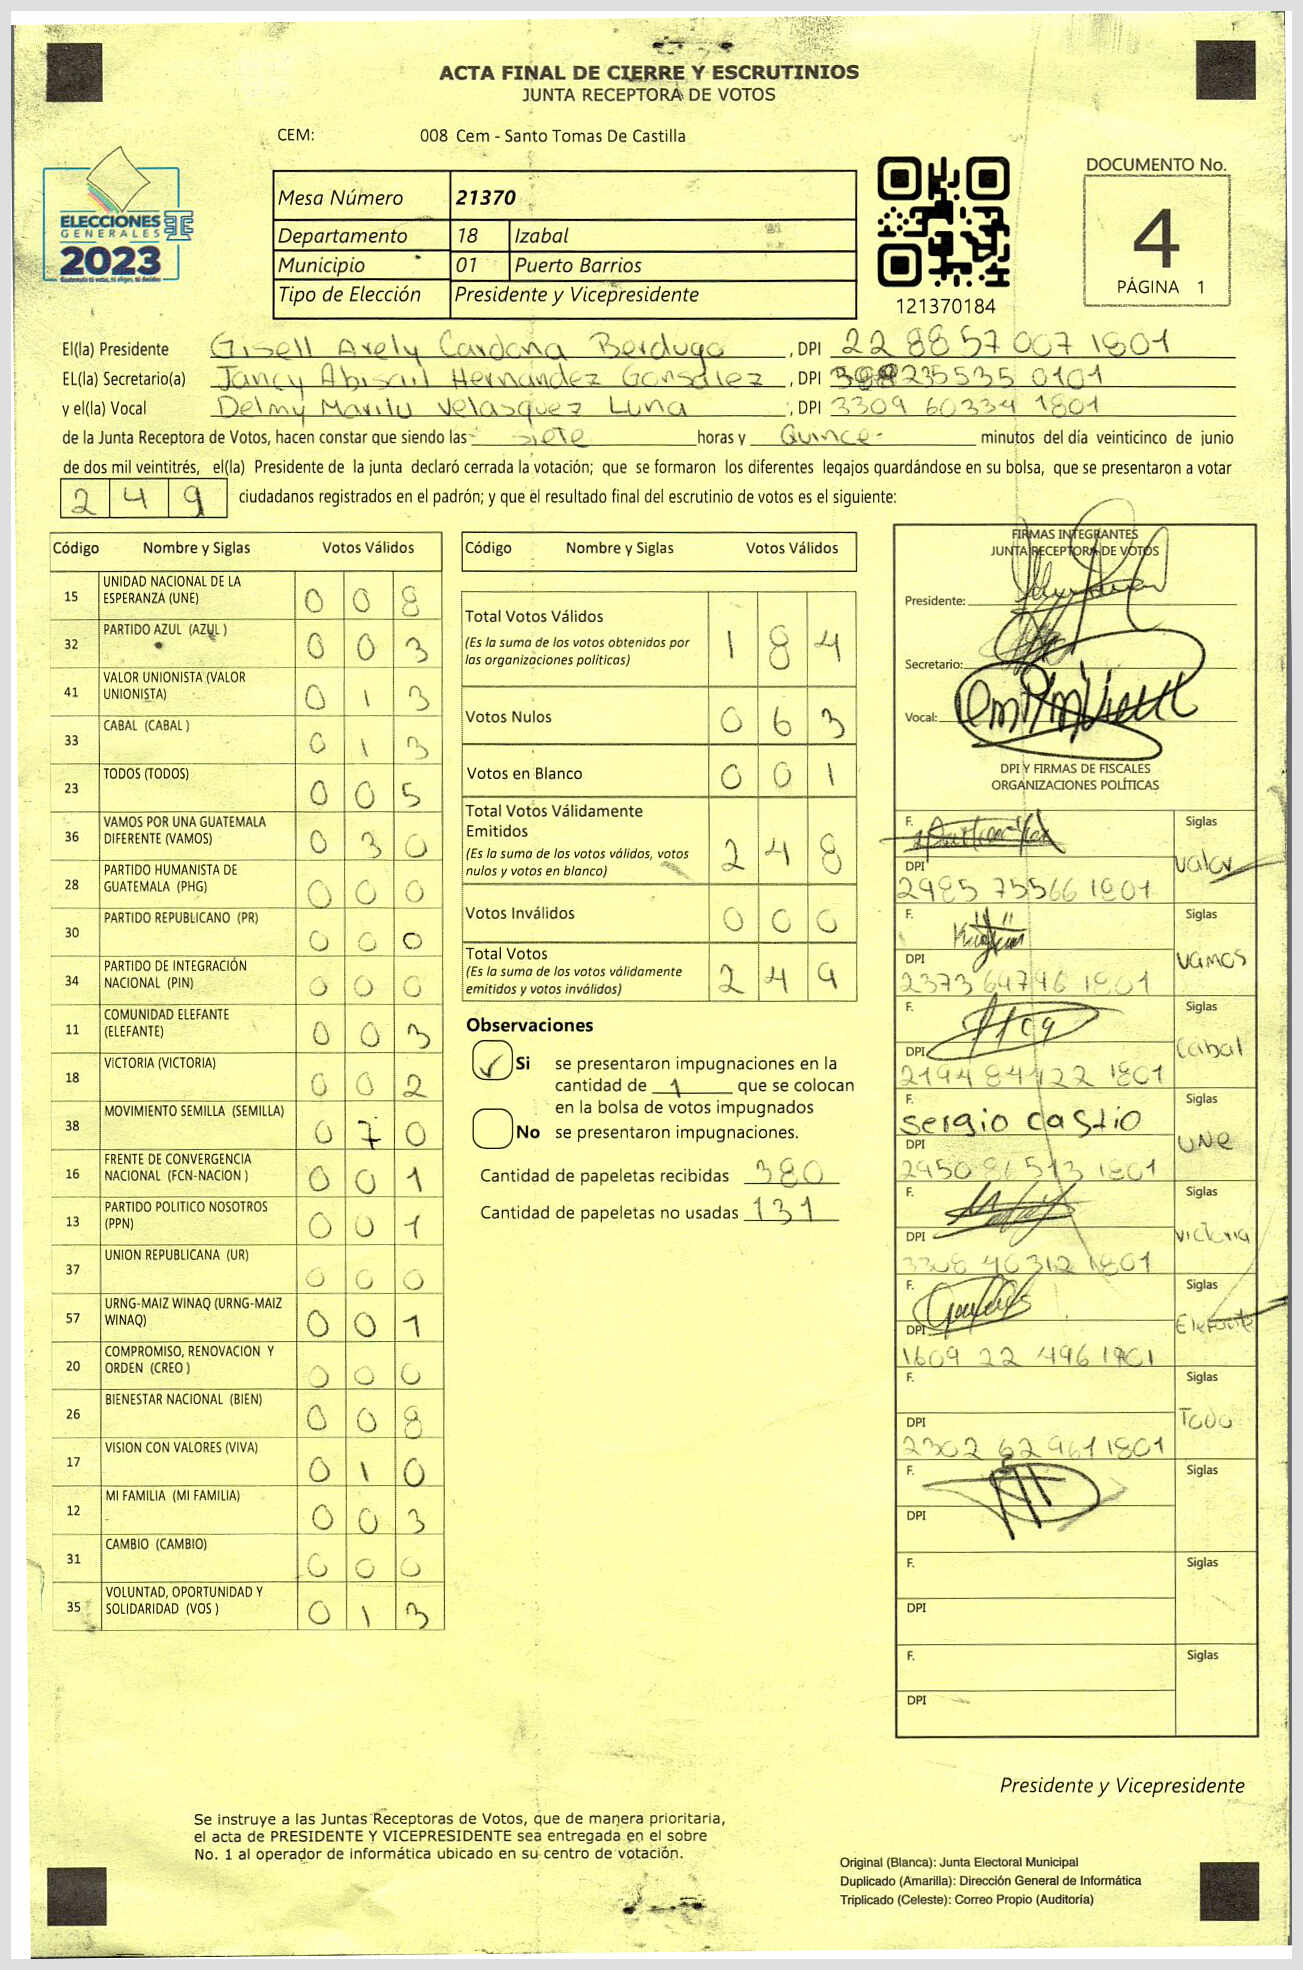 ACTA FINAL DE CIERRE Y ESCRUTINIOS
JUNTA RECEPTORA DE VOTOS
CEM: 008 Cem - Santo Tomas De Castilla
ELECCIONES
GENERALES
2023
Mesa Número 21370
Departamento 18 Izabal
Municipio 01 Puerto Barrios
Tipo de Elección Presidente y Vicepresidente
121370184
DOCUMENTO No.
4
PÁGINA 1
El(la) Presidente Gisell Arely Cardona Berdugo, DPI 22 8857007 1801
EL(la) Secretario(a) Jancy Abigail Hernandez González, DPI 235535 0101
y el(la) Vocal Delmy Marilu Velasquez Luna, DPI 3309 60334 1801
de la Junta Receptora de Votos, hacen constar que siendo las siete horas y Quince minutos del día veinticinco de junio
de dos mil veintitrés, el(la) Presidente de la junta declaró cerrada la votación; que se formaron los diferentes legajos guardándose en su bolsa, que se presentaron a votar
249 ciudadanos registrados en el padrón; y que el resultado final del escrutinio de votos es el siguiente:
Código Nombre y Siglas Votos Válidos
15 UNIDAD NACIONAL DE LA
ESPERANZA (UNE) 0 0 8
32 PARTIDO AZUL (AZUL ) 0 0 3
41 VALOR UNIONISTA (VALOR
UNIONISTA) 0 1 3
33 CABAL (CABAL ) 0 1 3
23 TODOS (TODOS) 0 0 5
36 VAMOS POR UNA GUATEMALA
DIFERENTE (VAMOS) 0 3 0
28 PARTIDO HUMANISTA DE
GUATEMALA (PHG) 0 0 0
30 PARTIDO REPUBLICANO (PR) 0 0 0
34 PARTIDO DE INTEGRACIÓN
NACIONAL (PIN) 0 0 0
11 COMUNIDAD ELEFANTE
(ELEFANTE) 0 0 3
18 VICTORIA (VICTORIA) 0 0 2
38 MOVIMIENTO SEMILLA (SEMILLA) 0 7 0
16 FRENTE DE CONVERGENCIA
NACIONAL (FCN-NACION ) 0 0 1
13 PARTIDO POLITICO NOSOTROS
(PPN) 0 0 1
37 UNION REPUBLICANA (UR) 0 0 0
57 URNG-MAIZ WINAQ (URNG-MAIZ
WINAQ) 0 0 1
20 COMPROMISO, RENOVACION Y
ORDEN (CREO ) 0 0 0
26 BIENESTAR NACIONAL (BIEN) 0 0 8
17 VISION CON VALORES (VIVA) 0 1 0
12 MI FAMILIA (MI FAMILIA) 0 0 3
31 CAMBIO (CAMBIO) 0 0 0
35 VOLUNTAD, OPORTUNIDAD Y
SOLIDARIDAD (VOS ) 0 1 3
Código Nombre y Siglas Votos Válidos
Total Votos Válidos 1 8 4
(Es la suma de los votos obtenidos por
las organizaciones políticas)
Votos Nulos 0 6 3
Votos en Blanco 0 0 1
Total Votos Válidamente
Emitidos 2 4 8
(Es la suma de los votos válidos, votos
nulos y votos en blanco)
Votos Inválidos 0 0 0
Total Votos 2 4 9
(Es la suma de los votos válidamente
emitidos y votos inválidos)
Observaciones
Si se presentaron impugnaciones en la
cantidad de 1 que se colocan
en la bolsa de votos impugnados
No se presentaron impugnaciones.
Cantidad de papeletas recibidas 380
Cantidad de papeletas no usadas 131
FIRMAS INTEGRANTES
JUNTA RECEPTORA DE VOTOS
Presidente:
Secretario:
Vocal:
DPI Y FIRMAS DE FISCALES
ORGANIZACIONES POLÍTICAS
F. Siglas
Valor
DPI
2985 75566 1801
F. Siglas
Vamos
DPI
2373 64796 1801
F. Siglas
Cabal
DPI
2194 84122 1801
F. Siglas
sergio castio
UNe
DPI
2950 86513 1801
F. Siglas
victoria
DPI
3308 40312 1801
F. Siglas
Elefante
DPI
1609 22 496 1801
F. Siglas
Todo
DPI
2302 62961 1801
F. Siglas
DPI
F. Siglas
DPI
F. Siglas
DPI
Presidente y Vicepresidente
Se instruye a las Juntas Receptoras de Votos, que de manera prioritaria,
el acta de PRESIDENTE Y VICEPRESIDENTE sea entregada en el sobre
No. 1 al operador de informática ubicado en su centro de votación.
Original (Blanca): Junta Electoral Municipal
Duplicado (Amarilla): Dirección General de Informática
Triplicado (Celeste): Correo Propio (Auditoría)